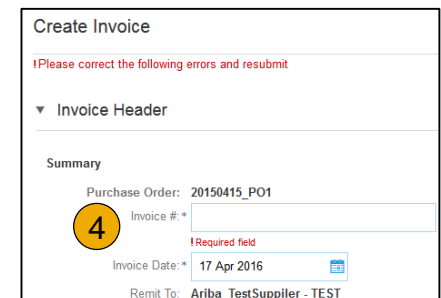 Create Invoice
!Please correct the following errors and resubmit
▼ Invoice Header
Summary
Purchase Order: 20150415_PO1
4
Invoice #:*
!Required field
Invoice Date:* 17 Apr 2016
Remit To: Ariba_TestSuppiler - TEST